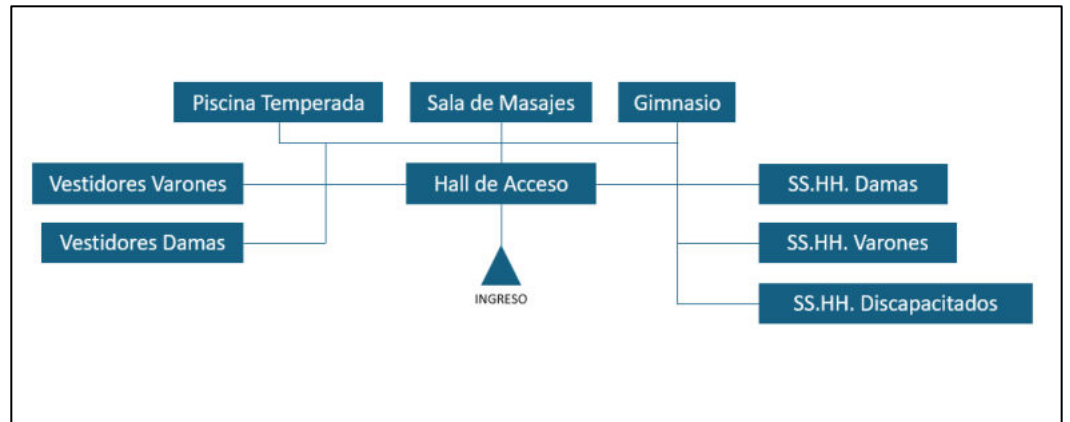 Piscina Temperada
Sala de Masajes
Gimnasio
Vestidores Varones
Hall de Acceso
SS.HH. Damas
Vestidores Damas
SS.HH. Varones
INGRESO
SS.HH. Discapacitados